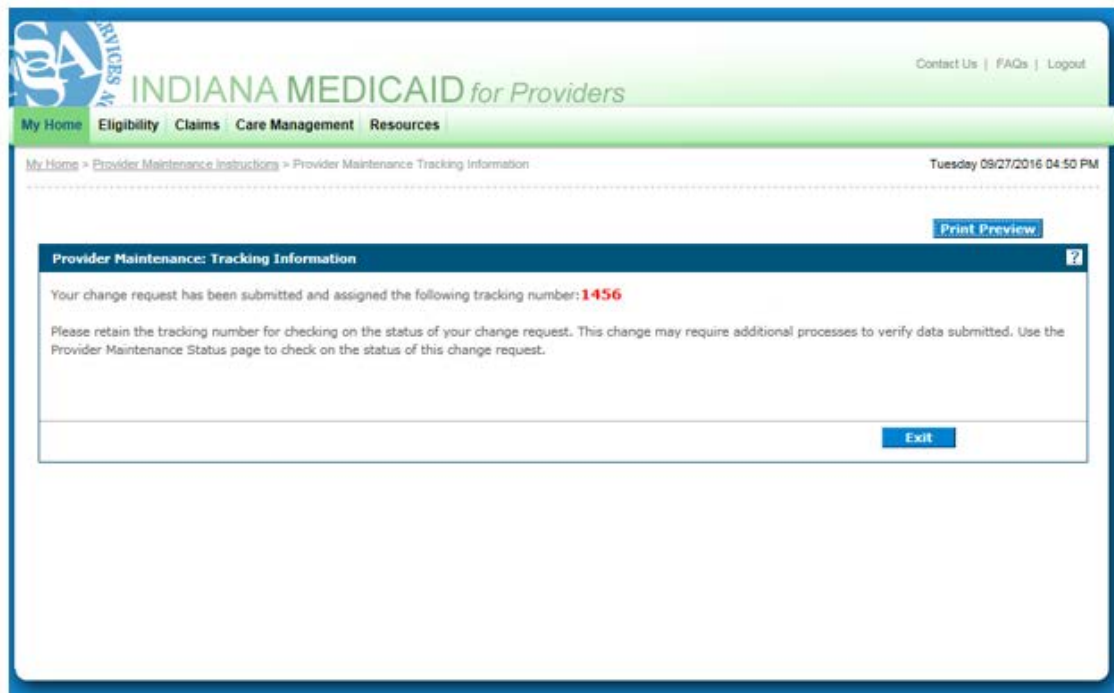 SERVICES
Contact Us | FAQs | Logout
INDIANA MEDICAID for Providers
My Home Eligibility Claims Care Management Resources
My Home > Provider Maintenance Instructions > Provider Maintenance Tracking Information Tuesday 09/27/2016 04:50 PM
Print Preview
Provider Maintenance: Tracking Information ?
Your change request has been submitted and assigned the following tracking number:1456
Please retain the tracking number for checking on the status of your change request. This change may require additional processes to verify data submitted. Use the
Provider Maintenance Status page to check on the status of this change request.
Exit